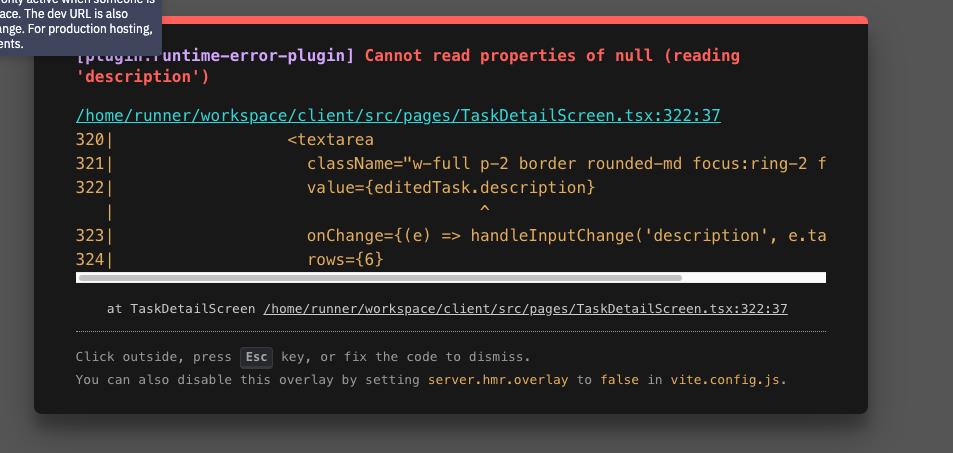 only active when someone is
ace. The dev URL is also
ange. For production hosting,
ents.
[plugin:runtime-error-plugin] Cannot read properties of null (reading
'description')
/home/runner/workspace/client/src/pages/TaskDetailScreen.tsx:322:37
320| <textarea
321| className="w-full p-2 border rounded-md focus:ring-2 f
322| value={editedTask.description}
| ^
323| onChange={(e) => handleInputChange('description', e.ta
324| rows={6}
at TaskDetailScreen /home/runner/workspace/client/src/pages/TaskDetailScreen.tsx:322:37
Click outside, press Esc key, or fix the code to dismiss.
You can also disable this overlay by setting server.hmr.overlay to false in vite.config.js.